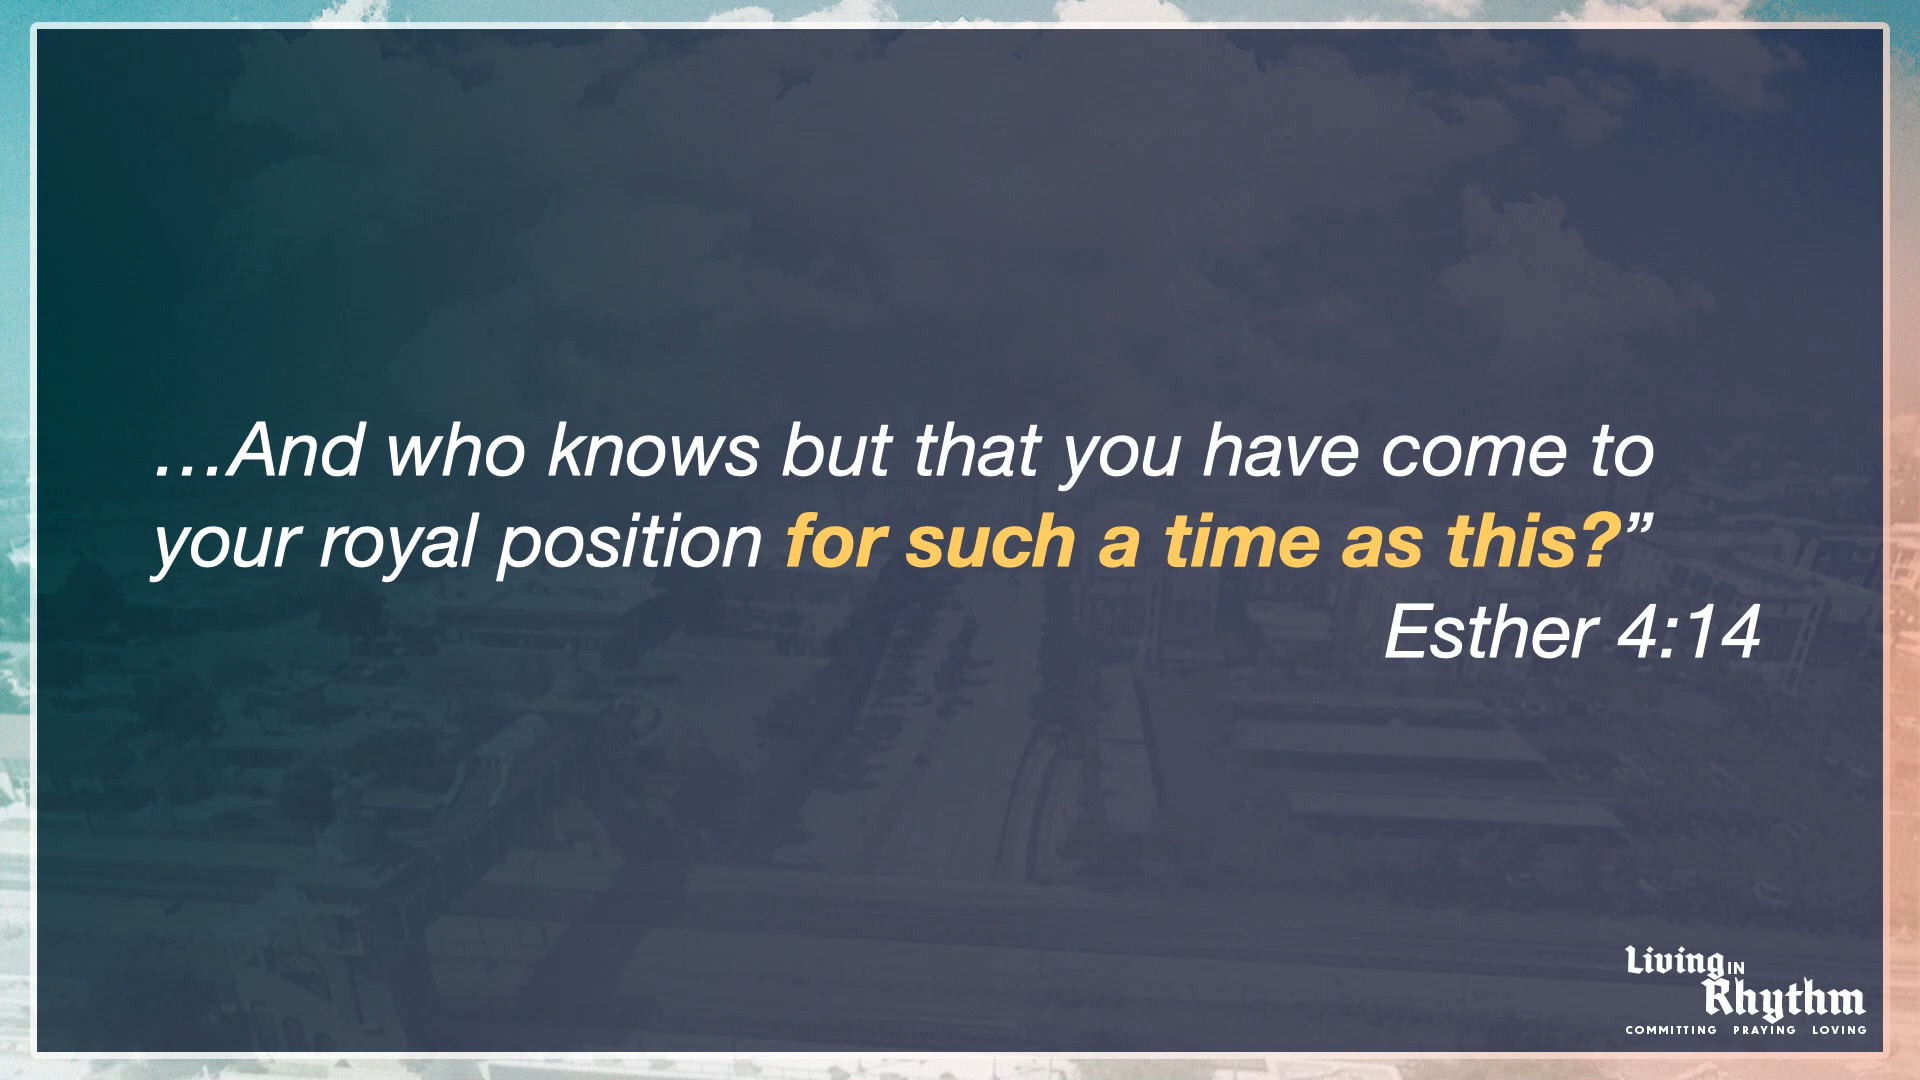 …And who knows but that you have come to
your royal position for such a time as this?”
Esther 4:14
Living IN
Rhythm
COMMITTING PRAYING LOVING